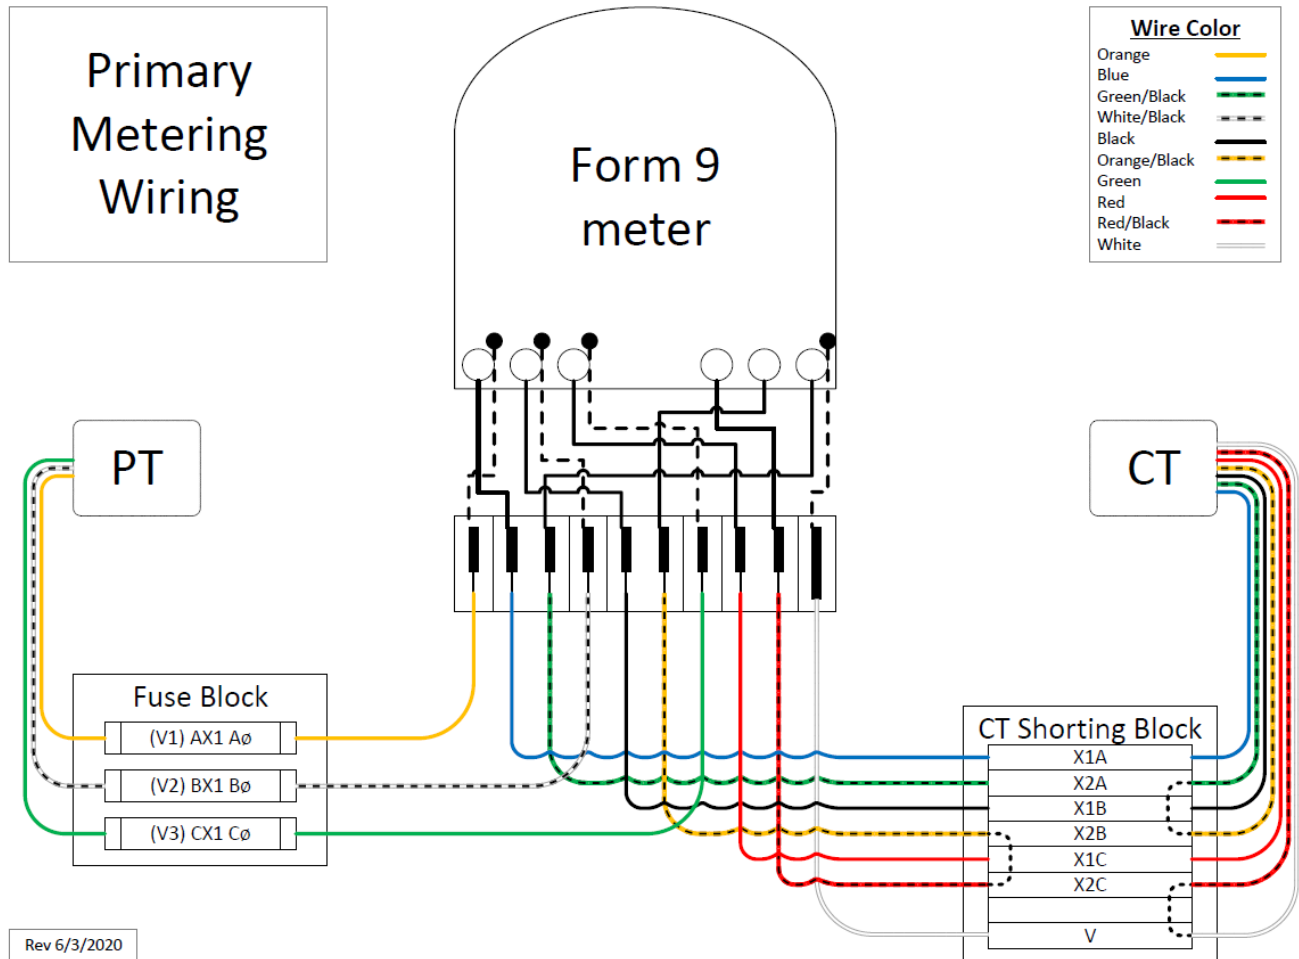 Primary
Metering
Wiring
Form 9
meter
Wire Color
Orange
Blue
Green/Black
White/Black
Black
Orange/Black
Green
Red
Red/Black
White
PT
CT
Fuse Block
(V1) AX1 Aø
(V2) BX1 Bø
(V3) CX1 Cø
CT Shorting Block
X1A
X2A
X1B
X2B
X1C
X2C
V
Rev 6/3/2020